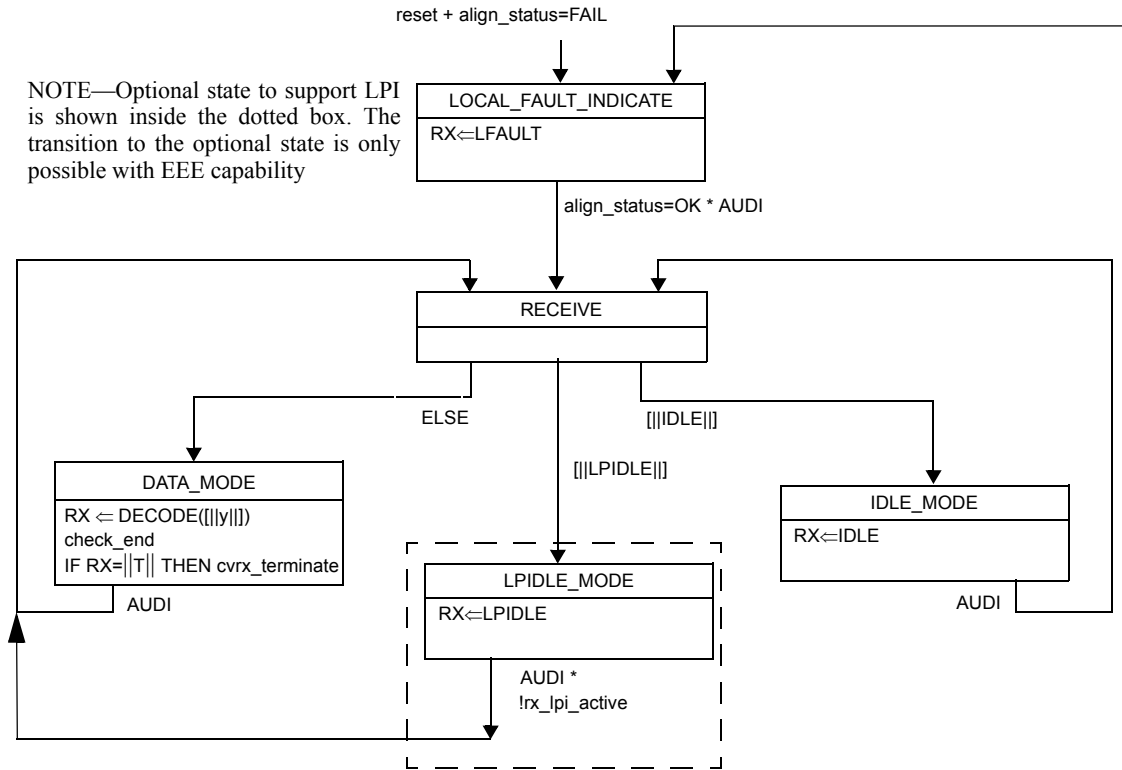 reset + align_status=FAIL
NOTE—Optional state to support LPI
is shown inside the dotted box. The
transition to the optional state is only
possible with EEE capability
LOCAL_FAULT_INDICATE
RX⇐LFAULT
align_status=OK * AUDI
RECEIVE
ELSE
[||IDLE||]
[||LPIDLE||]
DATA_MODE
RX ⇐ DECODE([||y||])
check_end
IF RX=||T|| THEN cvrx_terminate
AUDI
IDLE_MODE
RX⇐IDLE
AUDI
LPIDLE_MODE
RX⇐LPIDLE
AUDI *
!rx_lpi_active